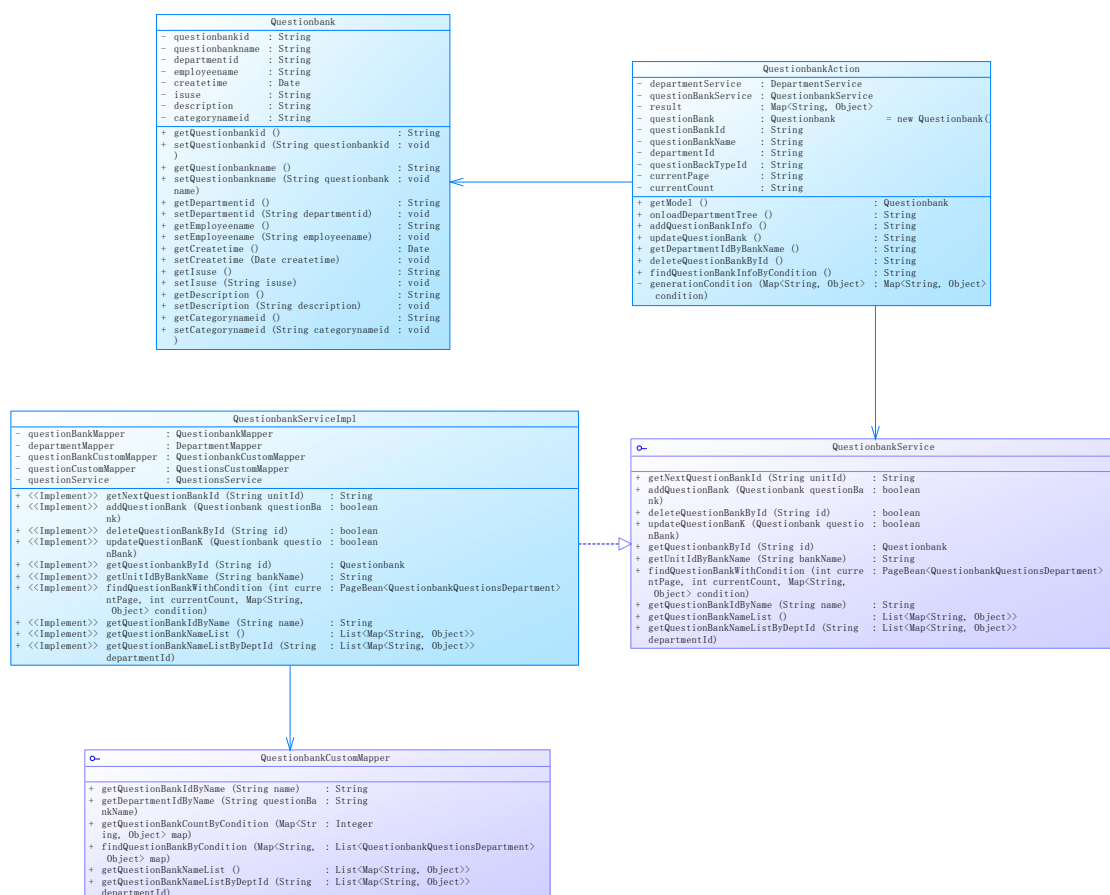 Questionbank
- questionbankid : String
- questionbankname : String
- departmentid : String
- employeename : String
- createtime : Date
- isuse : String
- description : String
- categorynameid : String
+ getQuestionbankid () : String
+ setQuestionbankid (String questionbankid : void
)
+ getQuestionbankname () : String
+ setQuestionbankname (String questionbank : void
name)
+ getDepartmentid () : String
+ setDepartmentid (String departmentid) : void
+ getEmployeename () : String
+ setEmployeename (String employeename) : void
+ getCreatetime () : Date
+ setCreatetime (Date createtime) : void
+ getIsuse () : String
+ setIsuse (String isuse) : void
+ getDescription () : String
+ setDescription (String description) : void
+ getCategorynameid () : String
+ setCategorynameid (String categorynameid : void
)
QuestionbankAction
- departmentService : DepartmentService
- questionBankService : QuestionbankService
- result : Map<String, Object>
- questionBank : Questionbank = new Questionbank()
- questionBankId : String
- questionBankName : String
- departmentId : String
- questionBackTypeId : String
- currentPage : String
- currentCount : String
+ getModel () : Questionbank
+ onloadDepartmentTree () : String
+ addQuestionBankInfo () : String
+ updateQuestionBank () : String
+ getDepartmentIdByBankName () : String
+ deleteQuestionBankById () : String
+ findQuestionBankInfoByCondition () : String
- generationCondition (Map<String, Object> : Map<String, Object>
condition)
QuestionbankServiceImpl
- questionBankMapper : QuestionbankMapper
- departmentMapper : DepartmentMapper
- questionBankCustomMapper : QuestionbankCustomMapper
- questionCustomMapper : QuestionsCustomMapper
- questionService : QuestionsService
+ <<Implement>> getNextQuestionBankId (String unitId) : String
+ <<Implement>> addQuestionBank (Questionbank questionBa : boolean
nk)
+ <<Implement>> deleteQuestionBankById (String id) : boolean
+ <<Implement>> updateQuestionBanK (Questionbank questio : boolean
nBank)
+ <<Implement>> getQuestionbankById (String id) : Questionbank
+ <<Implement>> getUnitIdByBankName (String bankName) : String
+ <<Implement>> findQuestionBankWithCondition (int curre : PageBean<QuestionbankQuestionsDepartment>
ntPage, int currentCount, Map<String,
Object> condition)
+ <<Implement>> getQuestionBankIdByName (String name) : String
+ <<Implement>> getQuestionBankNameList () : List<Map<String, Object>>
+ <<Implement>> getQuestionBankNameListByDeptId (String : List<Map<String, Object>>
departmentId)
QuestionbankService
+ getNextQuestionBankId (String unitId) : String
+ addQuestionBank (Questionbank questionBa : boolean
nk)
+ deleteQuestionBankById (String id) : boolean
+ updateQuestionBanK (Questionbank questio : boolean
nBank)
+ getQuestionbankById (String id) : Questionbank
+ getUnitIdByBankName (String bankName) : String
+ findQuestionBankWithCondition (int curre : PageBean<QuestionbankQuestionsDepartment>
ntPage, int currentCount, Map<String,
Object> condition)
+ getQuestionBankIdByName (String name) : String
+ getQuestionBankNameList () : List<Map<String, Object>>
+ getQuestionBankNameListByDeptId (String : List<Map<String, Object>>
departmentId)
QuestionbankCustomMapper
+ getQuestionBankIdByName (String name) : String
+ getDepartmentIdByName (String questionBa : String
nkName)
+ getQuestionBankCountByCondition (Map<Str : Integer
ing, Object> map)
+ findQuestionBankByCondition (Map<String, : List<QuestionbankQuestionsDepartment>
Object> map)
+ getQuestionBankNameList () : List<Map<String, Object>>
+ getQuestionBankNameListByDeptId (String : List<Map<String, Object>>
departmentId)